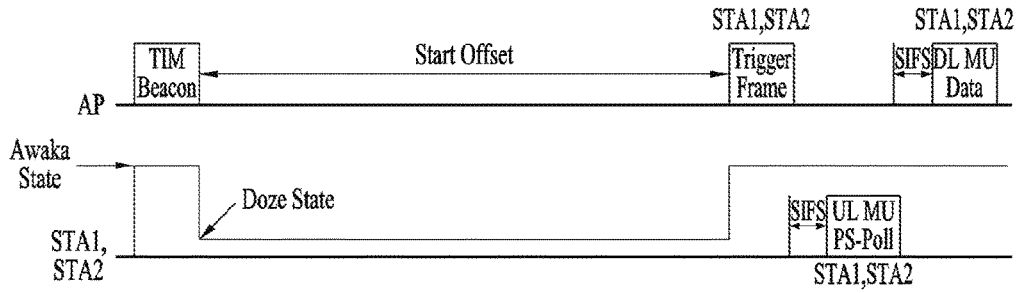 STA1,STA2
STA1,STA2
TIM
Beacon
Start Offset
Trigger
Frame
SIFS
DL MU
Data
AP
Awaka
State
Doze State
SIFS
UL MU
PS-Poll
STA1,
STA2
STA1,STA2